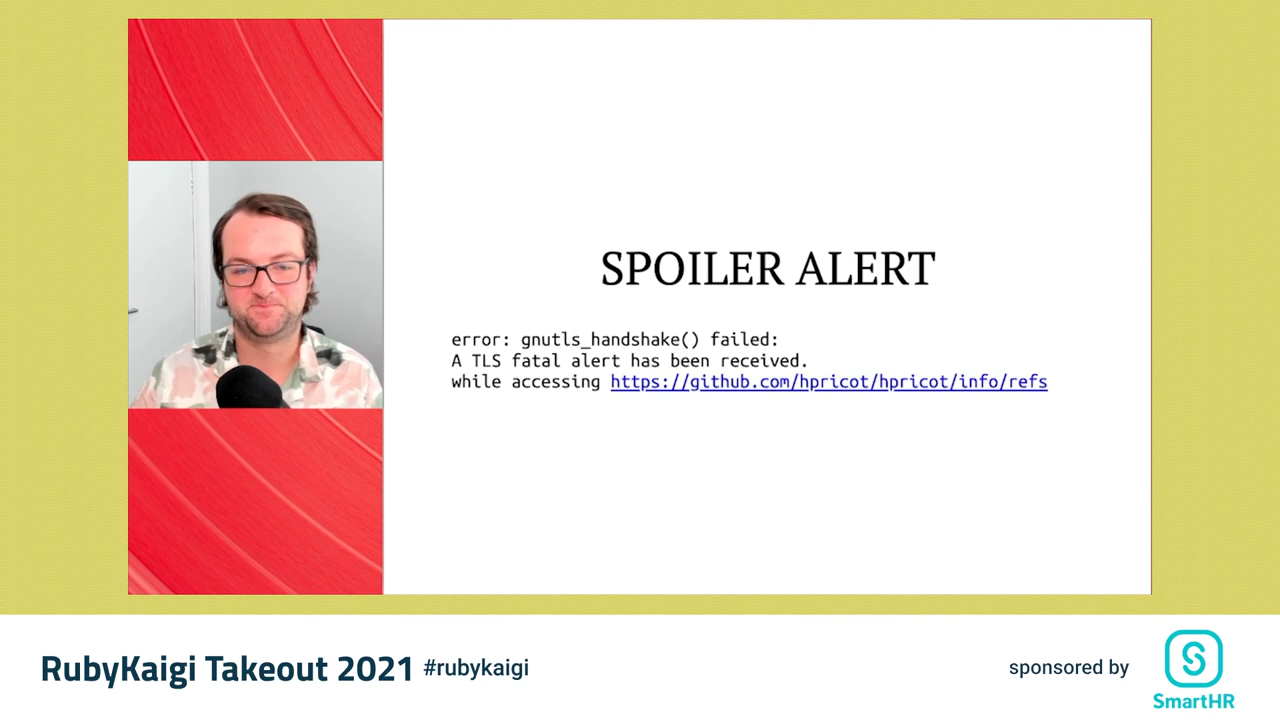 SPOILER ALERT
error: gnutls_handshake() failed:
A TLS fatal alert has been received.
while accessing https://github.com/hpricot/hpricot/info/refs
RubyKaigi Takeout 2021 #rubykaigi
sponsored by
SmartHR